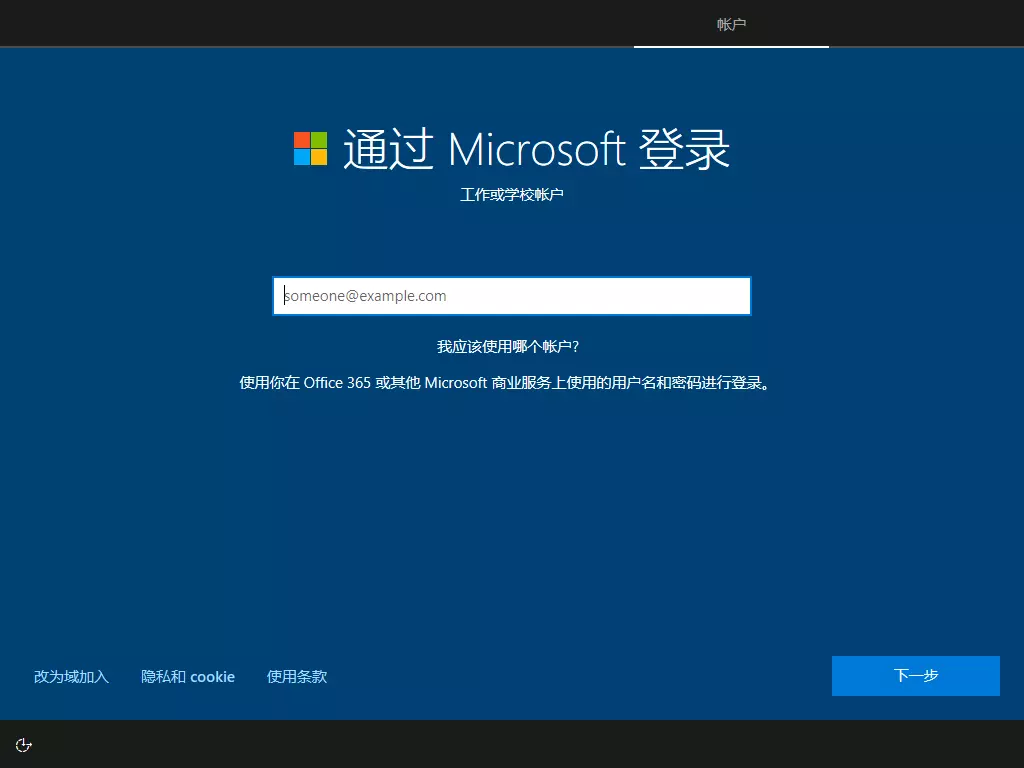 帐户
通过 Microsoft 登录
工作或学校帐户
someone@example.com
我应该使用哪个帐户?
使用你在 Office 365 或其他 Microsoft 商业服务上使用的用户名和密码进行登录。
改为域加入 隐私和 cookie 使用条款 下一步